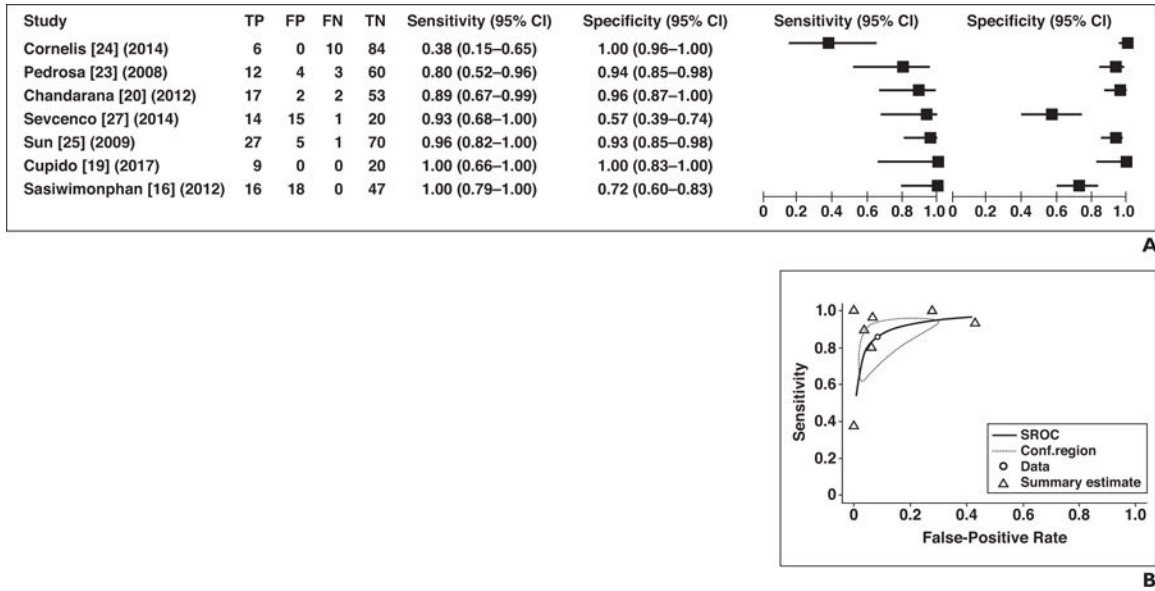 Study TP FP FN TN Sensitivity (95% CI) Specificity (95% CI) Sensitivity (95% CI) Specificity (95% CI)
Cornelis [24] (2014) 6 0 10 84 0.38 (0.15–0.65) 1.00 (0.96–1.00)
Pedrosa [23] (2008) 12 4 3 60 0.80 (0.52–0.96) 0.94 (0.85–0.98)
Chandarana [20] (2012) 17 2 2 53 0.89 (0.67–0.99) 0.96 (0.87–1.00)
Sevcenco [27] (2014) 14 15 1 20 0.93 (0.68–1.00) 0.57 (0.39–0.74)
Sun [25] (2009) 27 5 1 70 0.96 (0.82–1.00) 0.93 (0.85–0.98)
Cupido [19] (2017) 9 0 0 20 1.00 (0.66–1.00) 1.00 (0.83–1.00)
Sasiwimonphan [16] (2012) 16 18 0 47 1.00 (0.79–1.00) 0.72 (0.60–0.83)
0 0.2 0.4 0.6 0.8 1.0 0 0.2 0.4 0.6 0.8 1.0
A
1.0
0.8
0.6
0.4
0.2
0
Sensitivity
SROC
Conf.region
Data
Summary estimate
0 0.2 0.4 0.6 0.8 1.0
False-Positive Rate
B